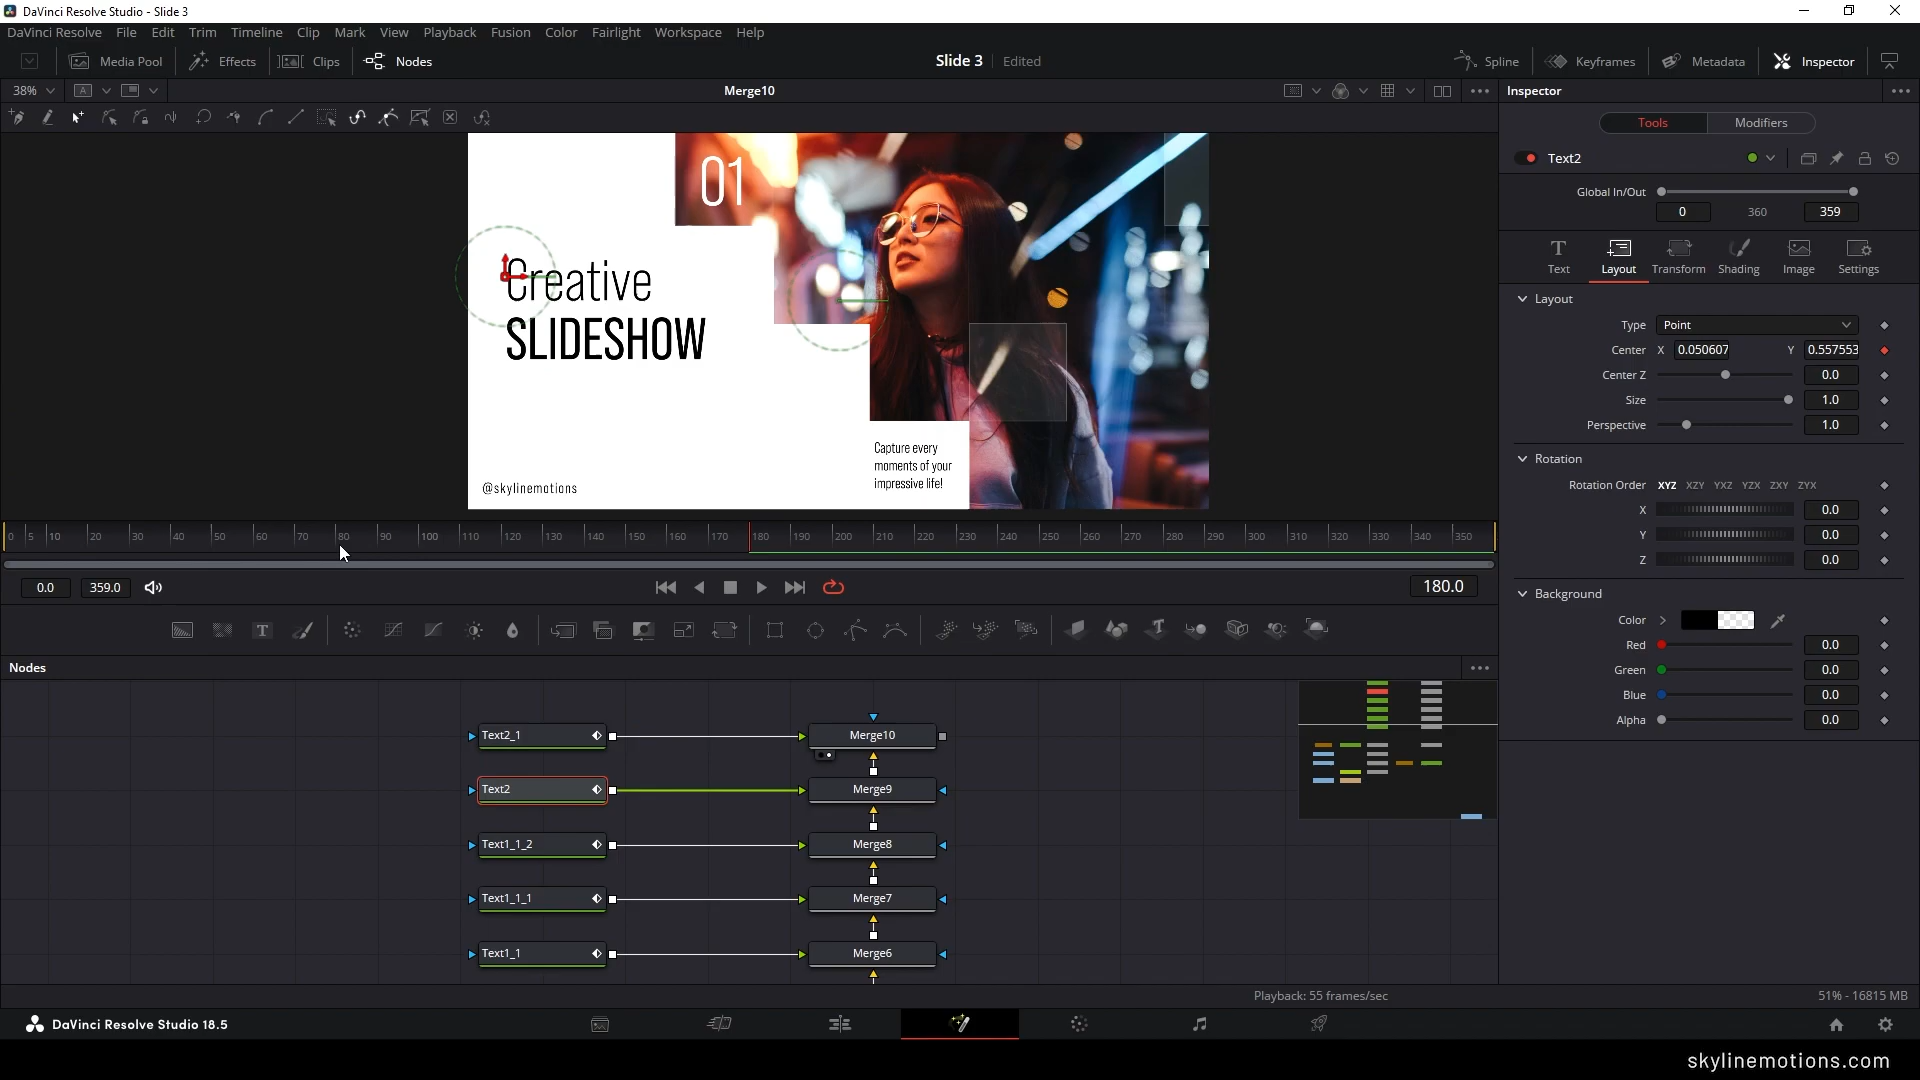 DaVinci Resolve Studio - Slide 3
DaVinci Resolve File Edit Trim Timeline Clip Mark View Playback Fusion Color Fairlight Workspace Help
Media Pool Effects Clips Nodes Slide 3 Edited Spline Keyframes Metadata Inspector
38% A Merge10 Inspector
Tools Modifiers
Text2
Global In/Out
0 360 359
Text Layout Transform Shading Image Settings
Layout
Type Point
Center X 0.050607 Y 0.557553
Center Z 0.0
Size 1.0
Perspective 1.0
Rotation
Rotation Order XYZ XZY YXZ YZX ZXY ZYX
X 0.0
Y 0.0
Z 0.0
Background
Color
Red 0.0
Green 0.0
Blue 0.0
Alpha 0.0
01
Creative
SLIDESHOW
Capture every
moments of your
impressive life!
@skylinemotions
0 5 10 20 30 40 50 60 70 80 90 100 110 120 130 140 150 160 170 180 190 200 210 220 230 240 250 260 270 280 290 300 310 320 330 340 350
0.0 359.0 180.0
Nodes
Text2_1 Merge10
Text2 Merge9
Text1_1_2 Merge8
Text1_1_1 Merge7
Text1_1 Merge6
Playback: 55 frames/sec 51% - 16815 MB
DaVinci Resolve Studio 18.5
skylinemotions.com